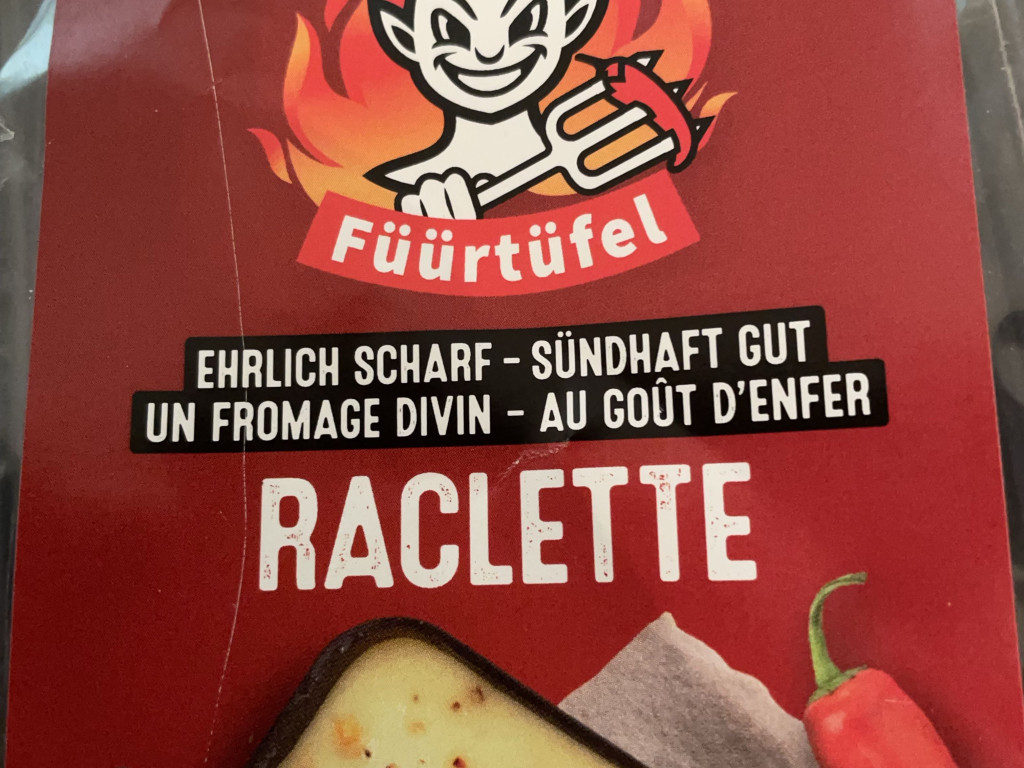 Füürtüfel
EHRLICH SCHARF - SÜNDHAFT GUT
UN FROMAGE DIVIN - AU GOÛT D'ENFER
RACLETTE